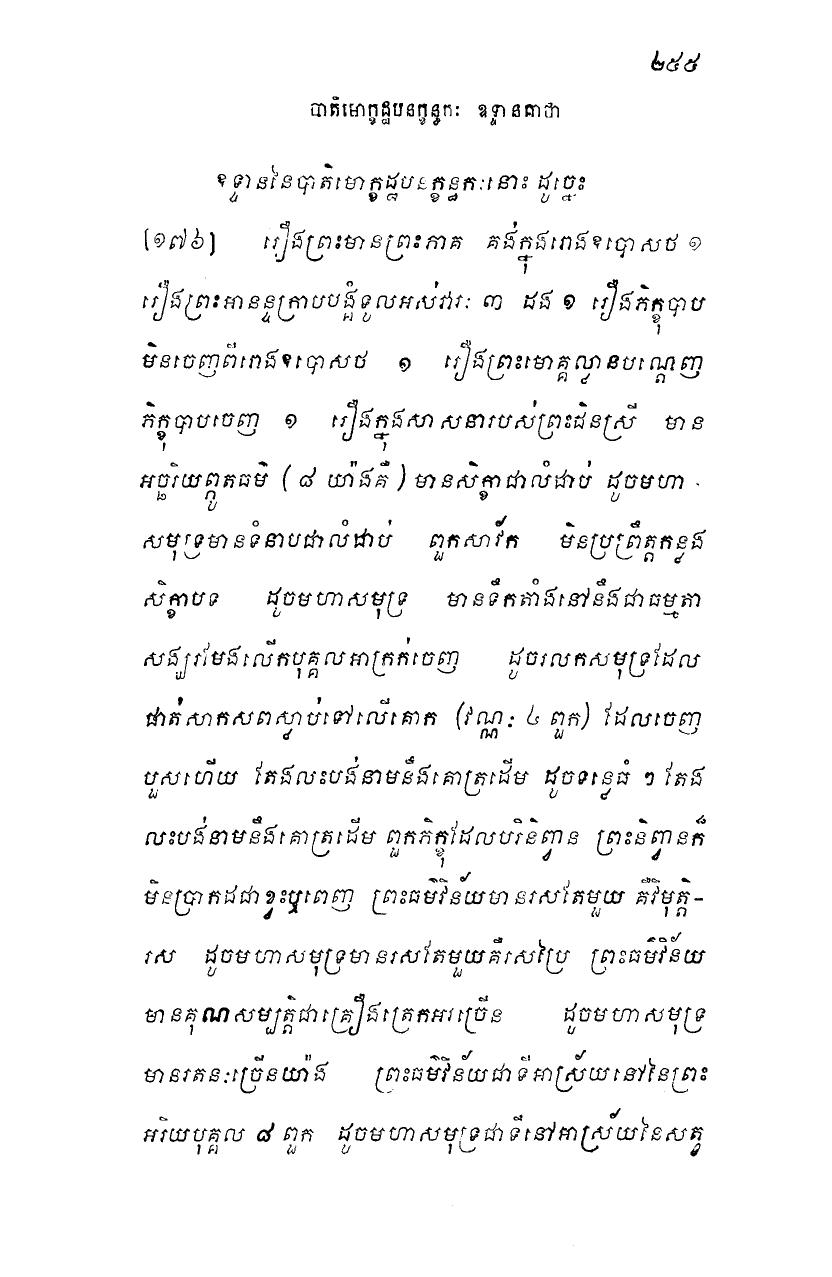 ២៥៥
បាតិមោក្ខដ្ឋបនក្ខន្ធកៈ ឧទ្ទានគាថា
ឧទ្ទាននៃបាតិមោក្ខដ្ឋបនក្ខន្ធកៈនោះ ដូច្នេះ
[១៧៦] រឿងព្រះមានព្រះភាគ គង់ក្នុងរោងឧបោសថ ១
រឿងព្រះអានន្ទក្រាបបង្គំទូលអស់វារៈ ៣ ដង ១ រឿងភិក្ខុបាប
មិនចេញពីរោងឧបោសថ ១ រឿងព្រះមោគ្គល្លានបណ្តេញ
ភិក្ខុបាបចេញ ១ រឿងក្នុងសាសនារបស់ព្រះជិនស្រី មាន
អច្ឆរិយព្ភូតធម៌ (៨ យ៉ាងគឺ) មានសិក្ខាជាលំដាប់ ដូចមហា
សមុទ្រមានទំនាបជាលំដាប់ ពួកសាវ័ក មិនប្រព្រឹត្តកន្លង
សិក្ខាបទ ដូចមហាសមុទ្រ មានទឹកតាំងនៅនឹងជាធម្មតា
សង្ឃរមែងលើកបុគ្គលអាក្រក់ចេញ ដូចរលកសមុទ្រដែល
ផាត់សាកសពស្លាប់ទៅលើគោក (វណ្ណៈ ៤ ពួក) ដែលចេញ
បួសហើយ តែងលះបង់នាមនឹងគោត្រដើម ដូចទន្លេធំ ៗ តែង
លះបង់នាមនឹងគោត្រដើម ពួកភិក្ខុដែលបរិនិព្វាន ព្រះនិព្វានក៏
មិនប្រាកដជាខ្វះឬពេញ ព្រះធម៌វិន័យមានរសតែមួយ គឺវិមុត្តិ-
រស ដូចមហាសមុទ្រមានរសតែមួយគឺរសប្រៃ ព្រះធម៌វិន័យ
មានគុណសម្បត្តិជាគ្រឿងត្រេកអរច្រើន ដូចមហាសមុទ្រ
មានរតនៈច្រើនយ៉ាង ព្រះធម៌វិន័យជាទីអាស្រ័យនៅនៃព្រះ
អរិយបុគ្គល ៨ ពួក ដូចមហាសមុទ្រជាទីនៅអាស្រ័យនៃសត្វ